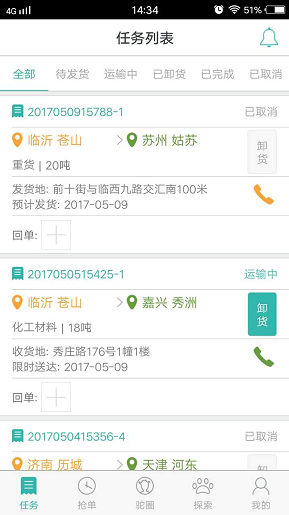 4G 14:34 51%
任务列表
全部 待发货 运输中 已卸货 已完成 已取消
2017050915788-1 已取消
临沂 苍山 > 苏州 姑苏 卸货
重货 | 20吨
发货地: 前十街与临西九路交汇南100米
预计发货: 2017-05-09
回单:
2017050515425-1 运输中
临沂 苍山 > 嘉兴 秀洲 卸货
化工材料 | 18吨
收货地: 秀庄路176号1幢1楼
限时送达: 2017-05-09
回单:
2017050415356-4 已取消
济南 历城 > 天津 河东 卸
任务 抢单 驼圈 探索 我的